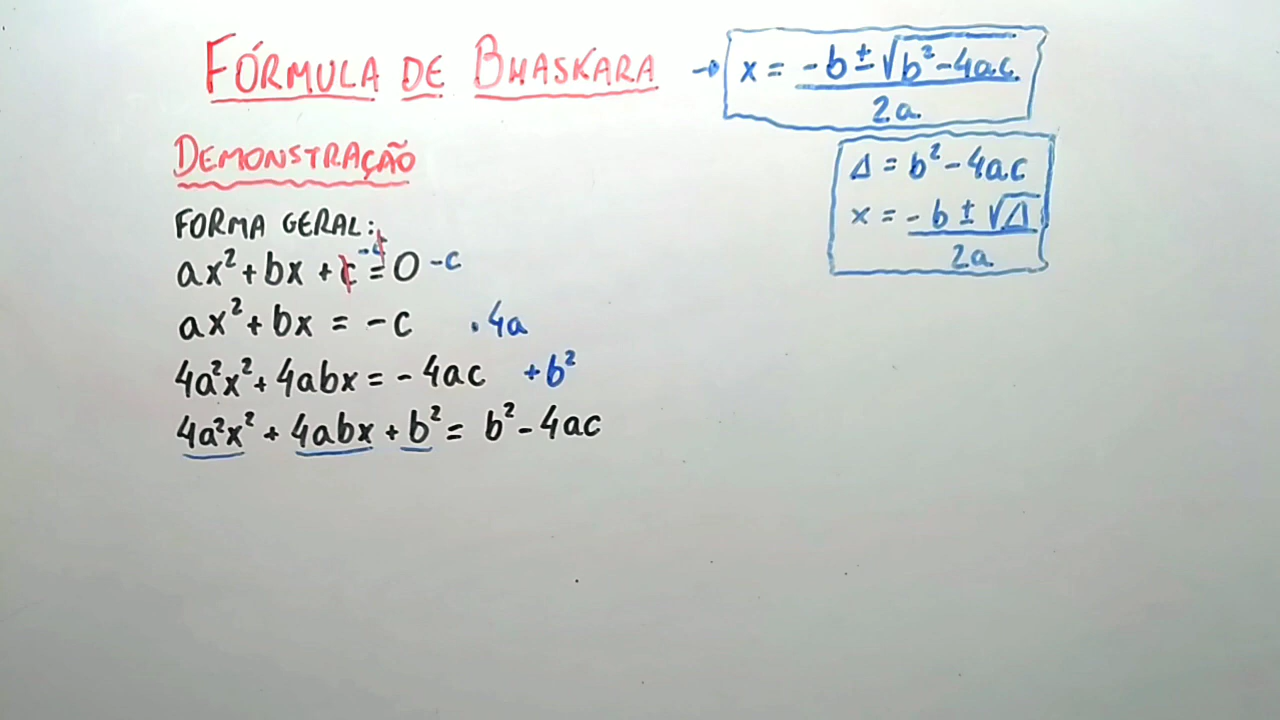 FÓRMULA DE BHASKARA → x = -b ± √b² - 4ac / 2a
Δ = b² - 4ac
x = -b ± √Δ / 2a
DEMONSTRAÇÃO
FORMA GERAL:
ax² + bx + c -c = 0 -c
ax² + bx = -c · 4a
4a²x² + 4abx = - 4ac + b²
4a²x² + 4abx + b² = b² - 4ac